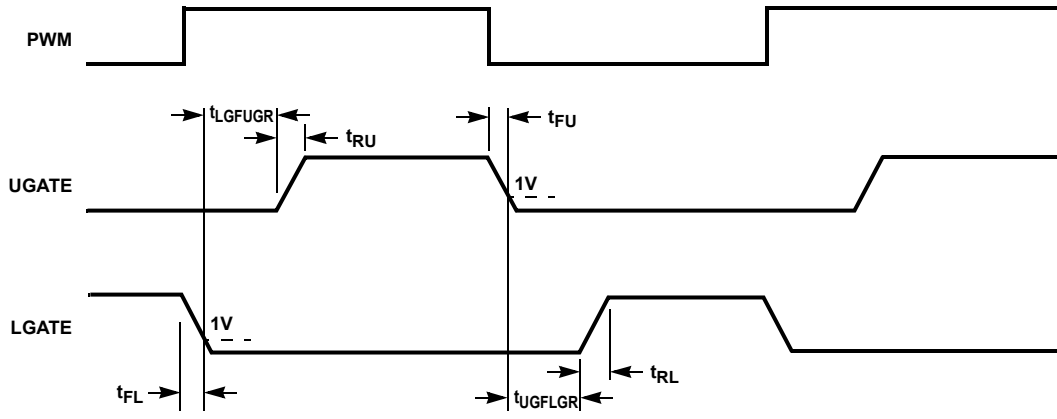 PWM
tLGFUGR
tRU
tFU
UGATE
1V
LGATE
1V
tFL
tRL
tUGFLGR